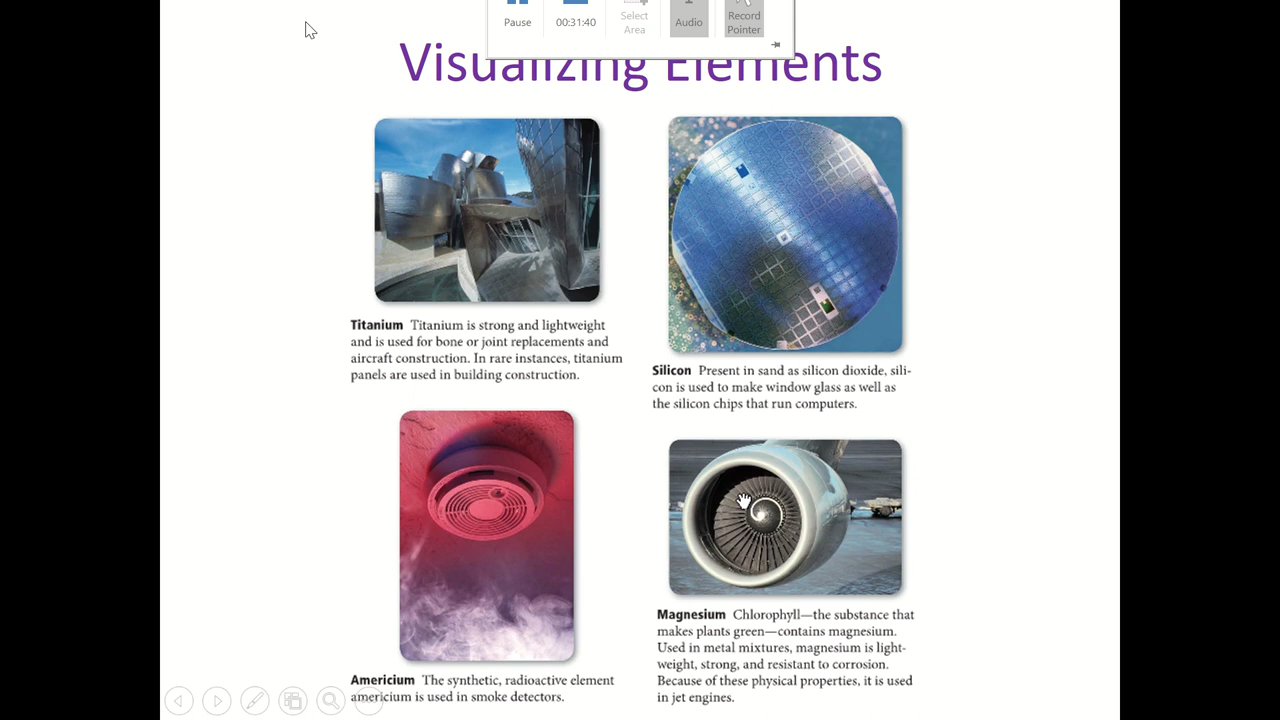 Pause
00:31:40
Select
Area
Audio
Record
Pointer
Visualizing Elements
Titanium Titanium is strong and lightweight
and is used for bone or joint replacements and
aircraft construction. In rare instances, titanium
panels are used in building construction.
Silicon Present in sand as silicon dioxide, sili-
con is used to make window glass as well as
the silicon chips that run computers.
Americium The synthetic, radioactive element
americium is used in smoke detectors.
Magnesium Chlorophyll—the substance that
makes plants green—contains magnesium.
Used in metal mixtures, magnesium is light-
weight, strong, and resistant to corrosion.
Because of these physical properties, it is used
in jet engines.